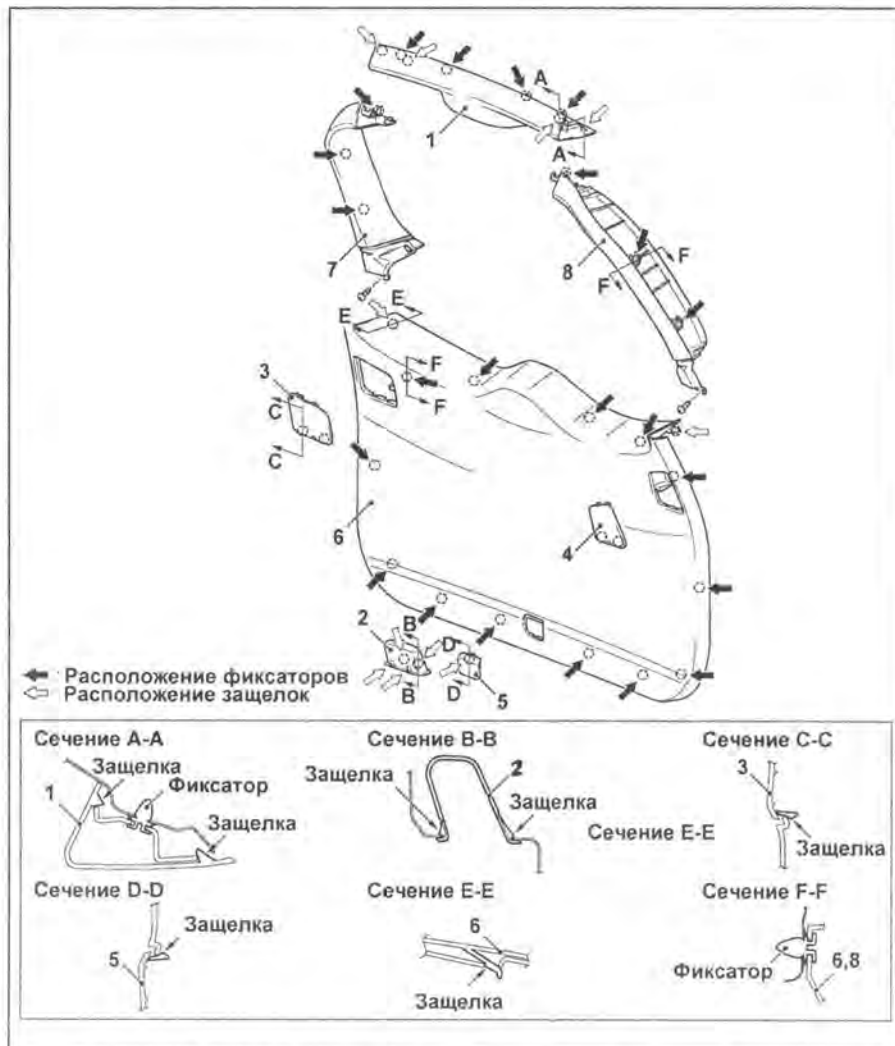 A
1
A
8
F
F
7
E
E
F
F
3
C
C
6
4
2
B
B
D
D
5
Расположение фиксаторов
Расположение защелок
Сечение A-A
Защелка
1
Фиксатор
Защелка
Сечение B-B
2
Защелка
Защелка
Сечение E-E
Сечение C-C
3
Защелка
Сечение D-D
Защелка
5
Сечение E-E
6
Защелка
Сечение F-F
Фиксатор
6,8